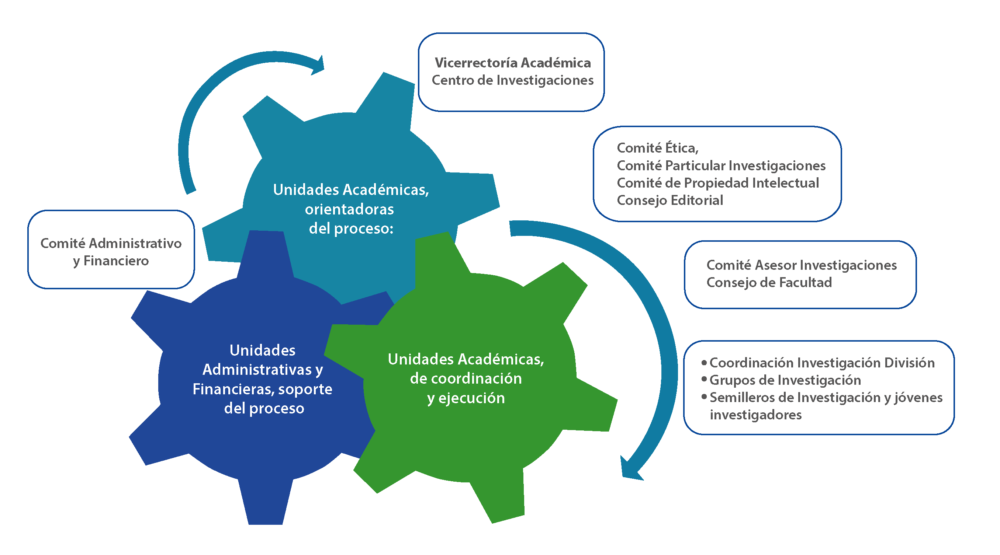 Vicerrectoría Académica
Centro de Investigaciones
Comité Ética,
Comité Particular Investigaciones
Comité de Propiedad Intelectual
Consejo Editorial
Unidades Académicas,
orientadoras
del proceso:
Comité Administrativo
y Financiero
Comité Asesor Investigaciones
Consejo de Facultad
Unidades
Administrativas y
Financieras, soporte
del proceso
Unidades Académicas,
de coordinación
y ejecución
• Coordinación Investigación División
• Grupos de Investigación
• Semilleros de Investigación y jóvenes
investigadores